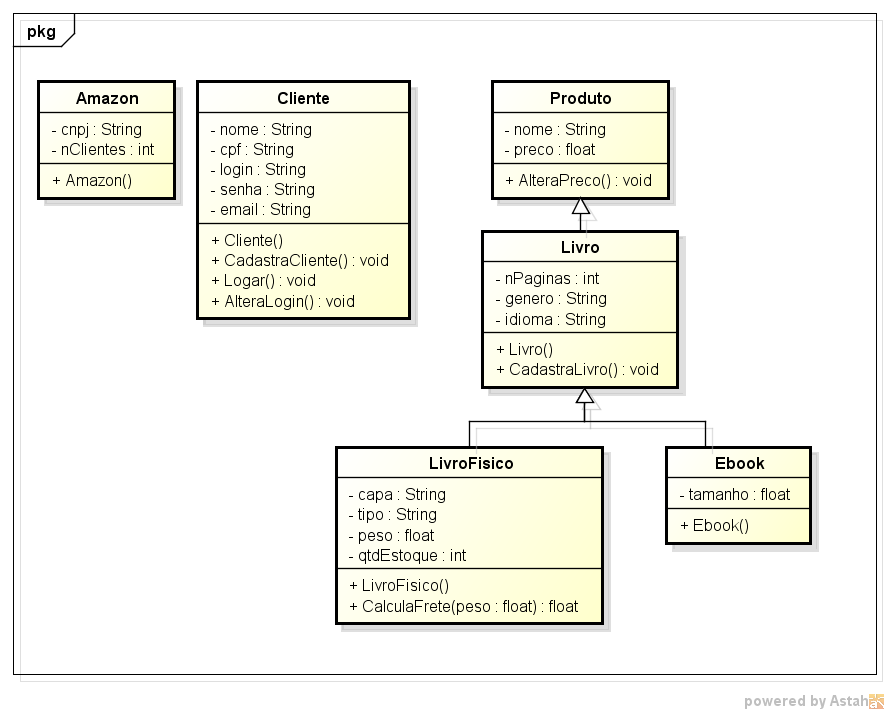 pkg
Amazon
- cnpj : String
- nClientes : int
+ Amazon()
Cliente
- nome : String
- cpf : String
- login : String
- senha : String
- email : String
+ Cliente()
+ CadastraCliente() : void
+ Logar() : void
+ AlteraLogin() : void
Produto
- nome : String
- preco : float
+ AlteraPreco() : void
Livro
- nPaginas : int
- genero : String
- idioma : String
+ Livro()
+ CadastraLivro() : void
LivroFisico
- capa : String
- tipo : String
- peso : float
- qtdEstoque : int
+ LivroFisico()
+ CalculaFrete(peso : float) : float
Ebook
- tamanho : float
+ Ebook()
powered by Astah